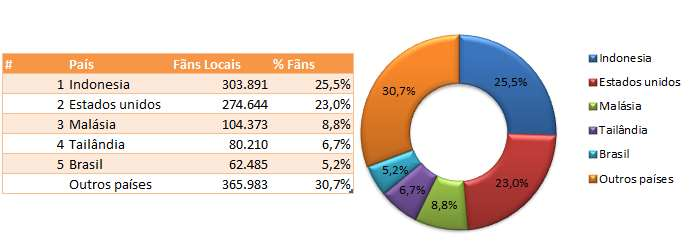 # País Fãns Locais % Fãns
1 Indonesia 303.891 25,5%
2 Estados unidos 274.644 23,0%
3 Malásia 104.373 8,8%
4 Tailândia 80.210 6,7%
5 Brasil 62.485 5,2%
Outros países 365.983 30,7%
25,5%
23,0%
8,8%
6,7%
5,2%
30,7%
Indonesia
Estados unidos
Malásia
Tailândia
Brasil
Outros países